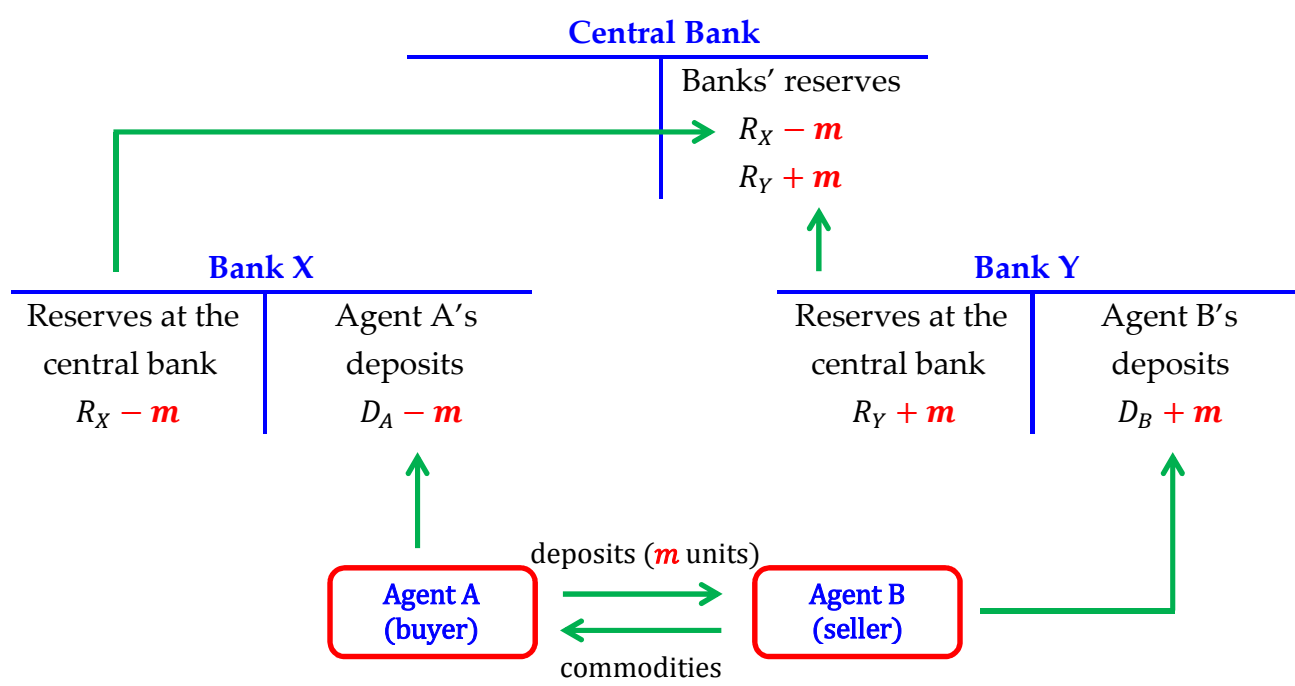 Central Bank
Banks’ reserves
R_X − m
R_Y + m
Bank X
Reserves at the
central bank
R_X − m
Agent A’s
deposits
D_A − m
Bank Y
Reserves at the
central bank
R_Y + m
Agent B’s
deposits
D_B + m
deposits (m units)
Agent A
(buyer)
Agent B
(seller)
commodities